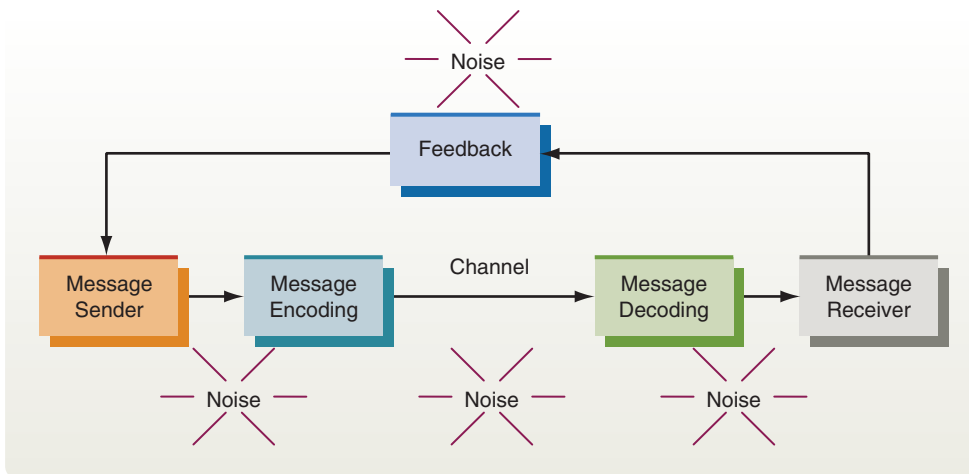 Noise
Feedback
Channel
Message
Sender
Message
Encoding
Message
Decoding
Message
Receiver
Noise
Noise
Noise